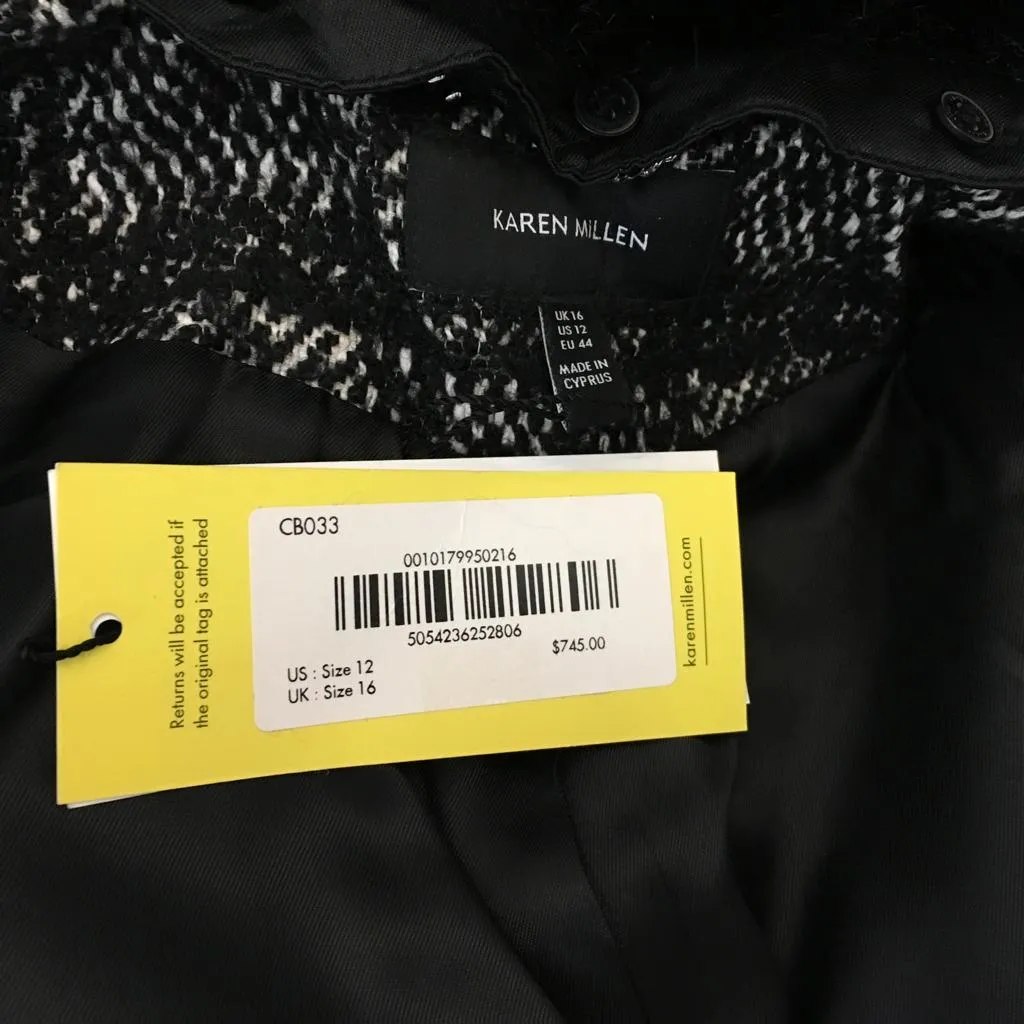 KAREN MILLEN
UK 16
US 12
EU 44
MADE IN
CYPRUS
Returns will be accepted if
the original tag is attached
CB033
0010179950216
5054236252806
$745.00
US : Size 12
UK : Size 16
karenmillen.com